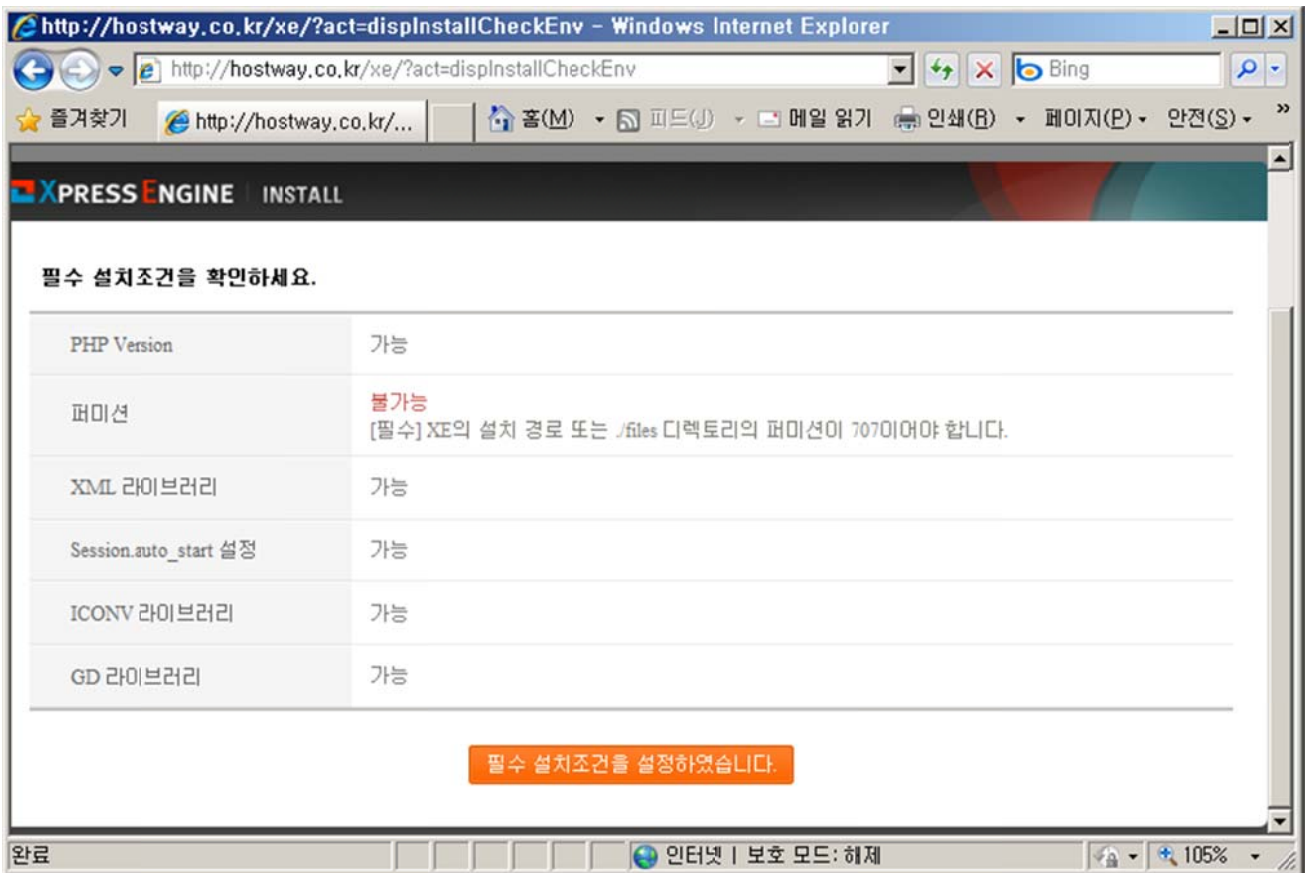 http://hostway.co.kr/xe/?act=dispInstallCheckEnv - Windows Internet Explorer
http://hostway.co.kr/xe/?act=dispInstallCheckEnv Bing
즐겨찾기 http://hostway.co.kr/... 홈(M) 피드(J) 메일 읽기 인쇄(R) 페이지(P) 안전(S) »
XPRESS ENGINE INSTALL
필수 설치조건을 확인하세요.
PHP Version 가능
퍼미션 불가능
[필수] XE의 설치 경로 또는 ./files 디렉토리의 퍼미션이 707이어야 합니다.
XML 라이브러리 가능
Session.auto_start 설정 가능
ICONV 라이브러리 가능
GD 라이브러리 가능
필수 설치조건을 설정하였습니다.
완료 인터넷 | 보호 모드: 해제 105%